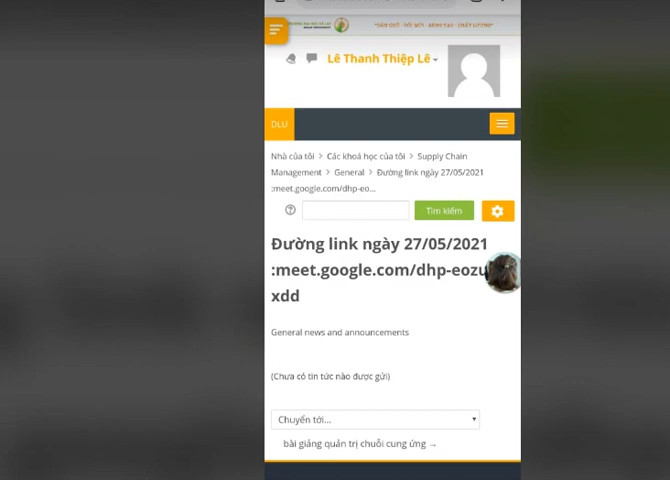 "DÂN CHỦ - ĐỔI MỚI - SÁNG TẠO - CHẤT LƯỢNG"
Lê Thanh Thiệp Lê
DLU
Nhà của tôi > Các khoá học của tôi > Supply Chain
Management > General > Đường link ngày 27/05/2021
:meet.google.com/dhp-eo...
Tìm kiếm
Đường link ngày 27/05/2021
:meet.google.com/dhp-eozu
xdd
General news and announcements
(Chưa có tin tức nào được gửi)
Chuyển tới...
bài giảng quản trị chuỗi cung ứng →